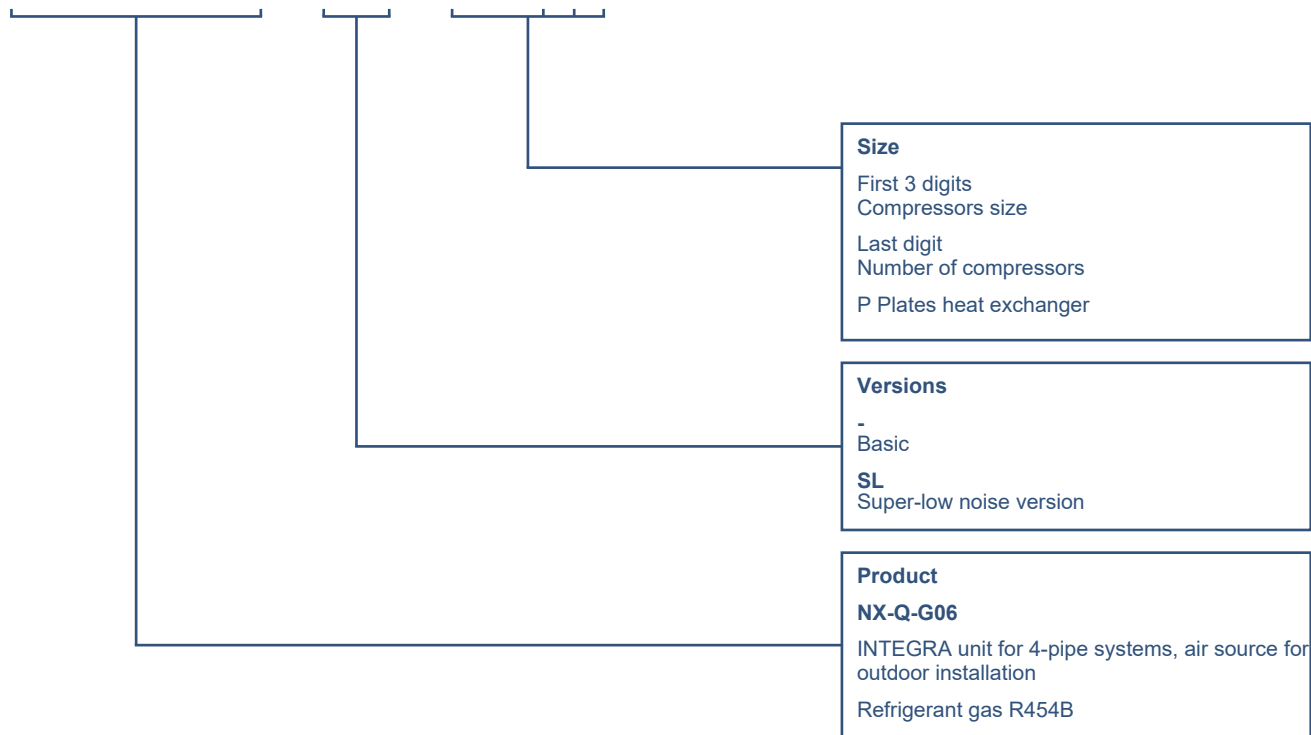 Size
First 3 digits
Compressors size
Last digit
Number of compressors
P Plates heat exchanger
Versions
-
Basic
SL
Super-low noise version
Product
NX-Q-G06
INTEGRA unit for 4-pipe systems, air source for
outdoor installation
Refrigerant gas R454B